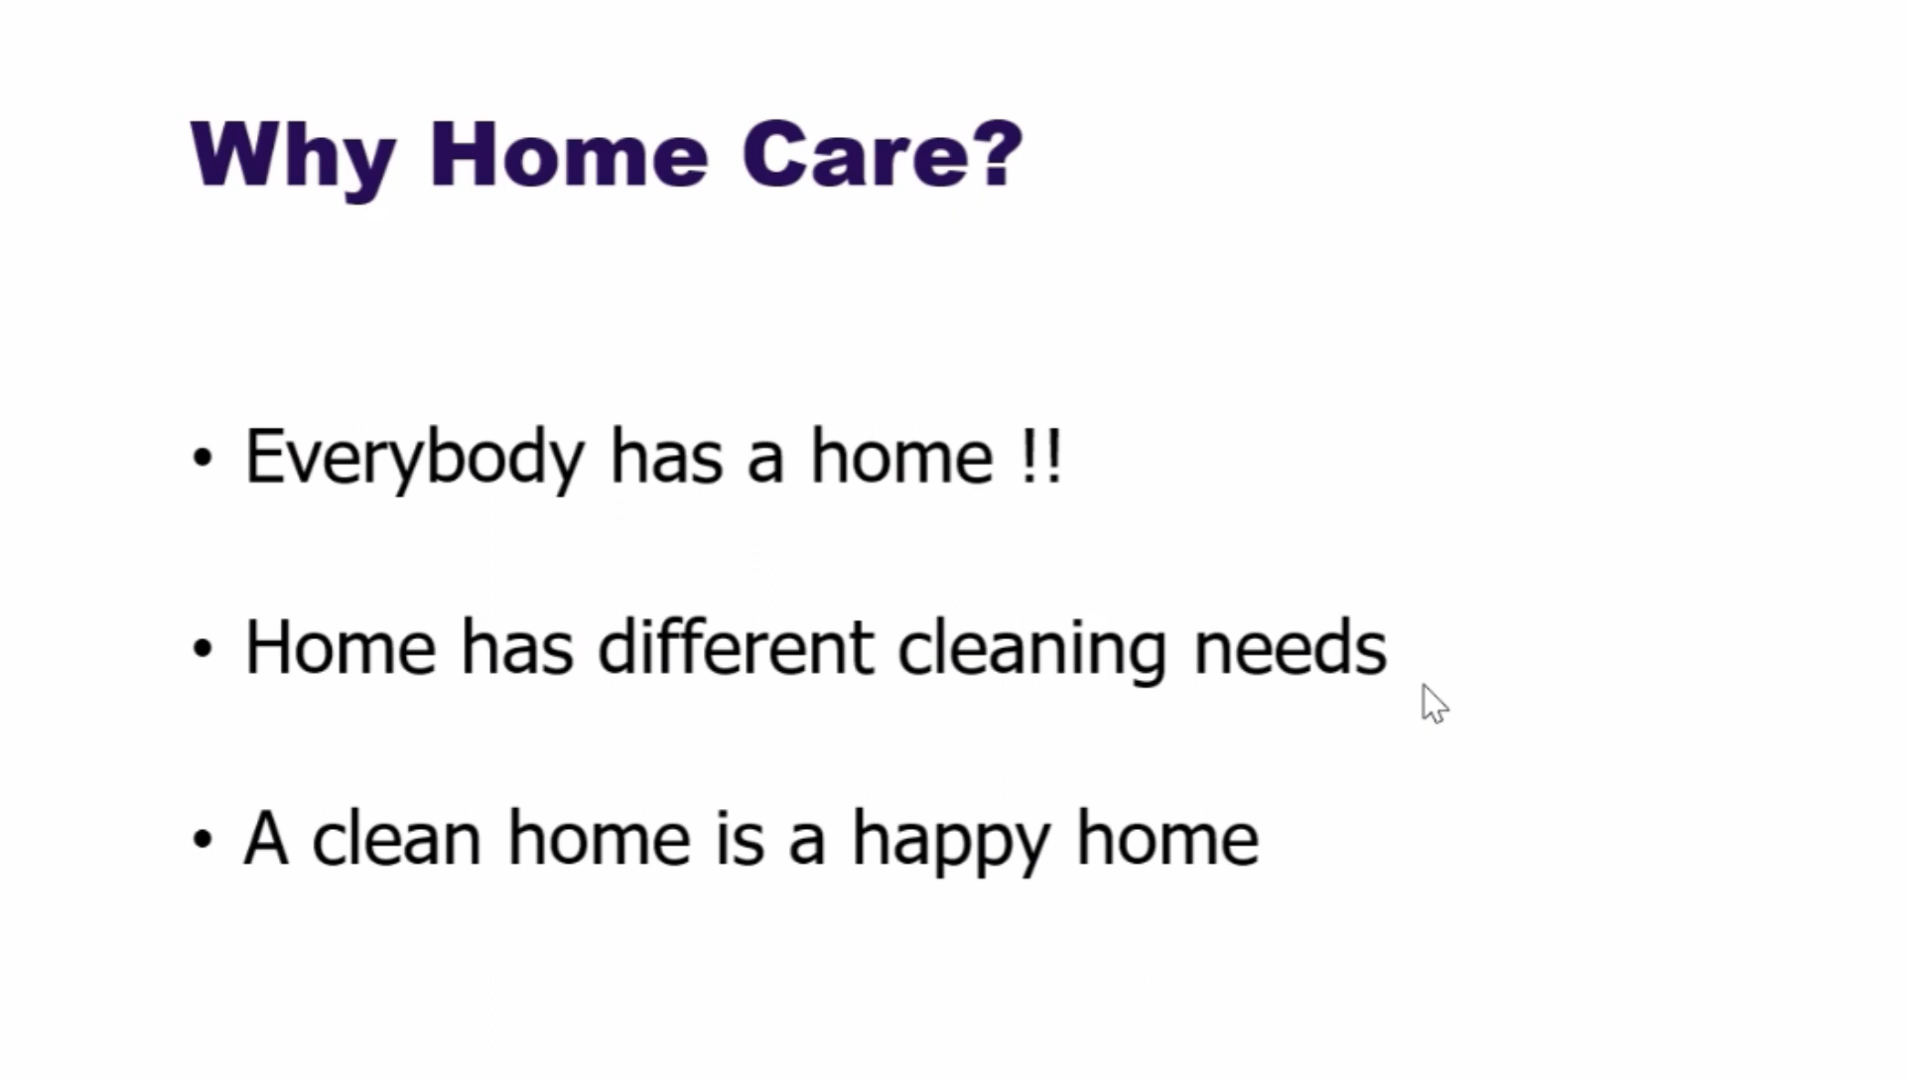 Why Home Care?
• Everybody has a home !!
• Home has different cleaning needs
• A clean home is a happy home